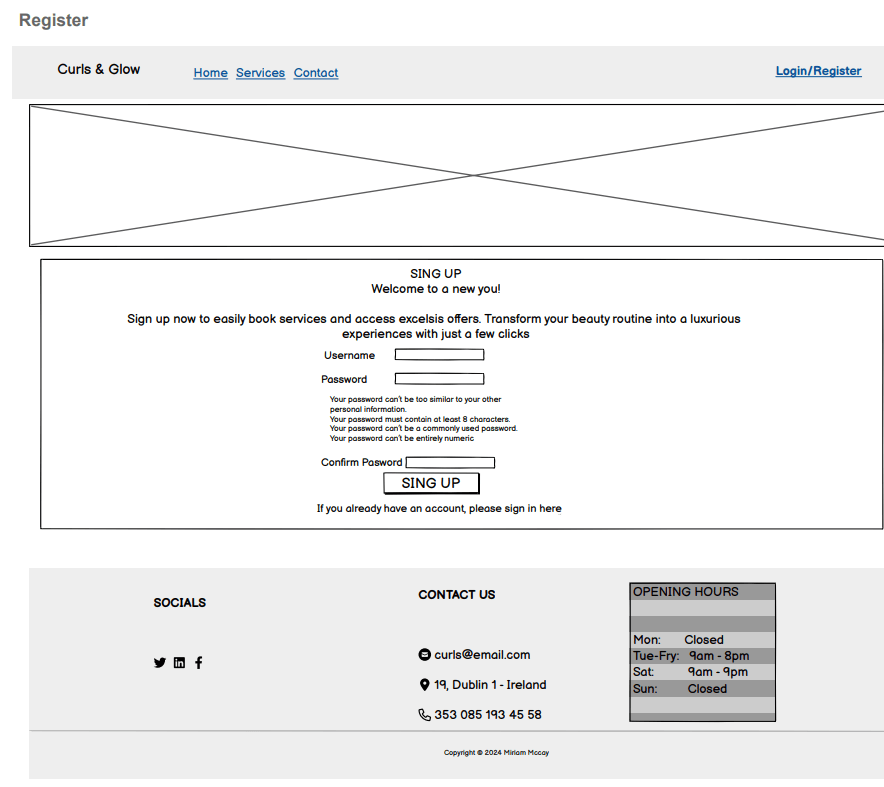 Register
Curls & Glow Home Services Contact Login/Register
SING UP
Welcome to a new you!
Sign up now to easily book services and access excelsis offers. Transform your beauty routine into a luxurious
experiences with just a few clicks
Username
Password
Your password can't be too similar to your other
personal information.
Your password must contain at least 8 characters.
Your password can't be a commonly used password.
Your password can't be entirely numeric
Confirm Pasword
SING UP
If you already have an account, please sign in here
SOCIALS
CONTACT US
curls@email.com
19, Dublin 1 - Ireland
353 085 193 45 58
OPENING HOURS
Mon: Closed
Tue-Fry: 9am - 8pm
Sat: 9am - 9pm
Sun: Closed
Copyright © 2024 Miriam Mccay